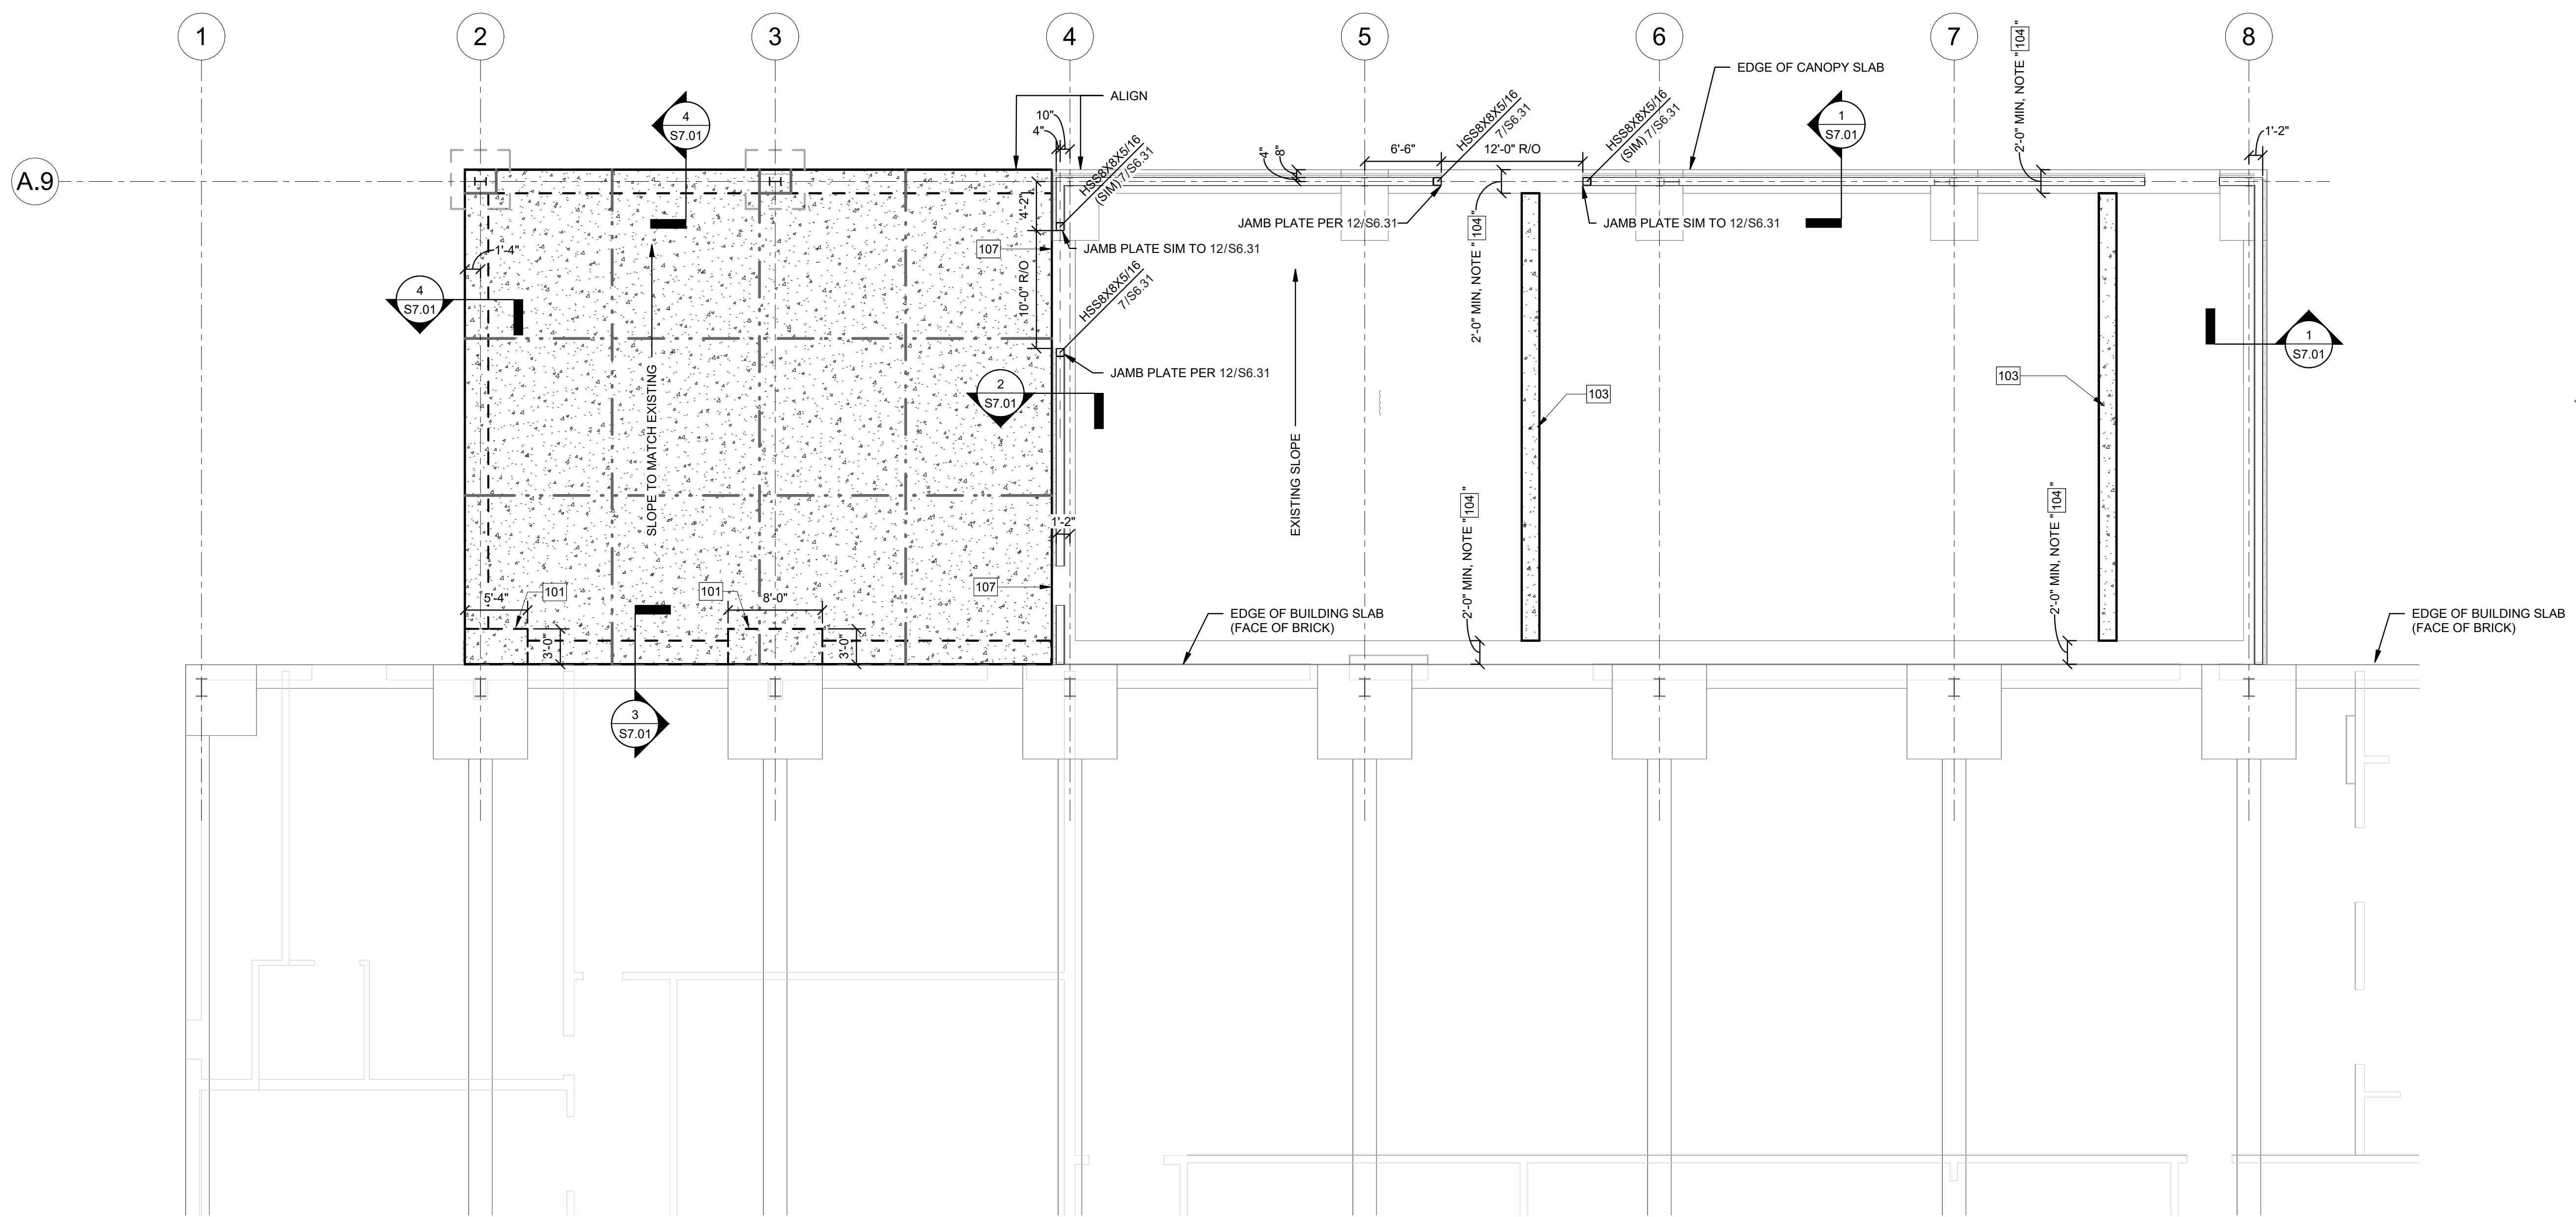 1
2
3
4
5
6
7
8
A.9
EDGE OF CANOPY SLAB
ALIGN
2'-0" MIN, NOTE " 104 "
4
S7.01
10"
4"
HSS8X8X5/16
(SIM) 7/S6.31
4"
8"
6'-6"
HSS8X8X5/16
7/S6.31
12'-0" R/O
HSS8X8X5/16
(SIM) 7/S6.31
1
S7.01
1'-2"
4'-2"
107
JAMB PLATE SIM TO 12/S6.31
JAMB PLATE PER 12/S6.31
2'-0" MIN, NOTE " 104 "
JAMB PLATE SIM TO 12/S6.31
1'-4"
4
S7.01
10'-0" R/O
HSS8X8X5/16
7/S6.31
JAMB PLATE PER 12/S6.31
1
S7.01
2
S7.01
103
103
SLOPE TO MATCH EXISTING
EXISTING SLOPE
1'-2"
107
2'-0" MIN, NOTE " 104 "
2'-0" MIN, NOTE " 104 "
5'-4"
101
101
8'-0"
3'-0"
3'-0"
EDGE OF BUILDING SLAB
(FACE OF BRICK)
EDGE OF BUILDING SLAB
(FACE OF BRICK)
3
S7.01